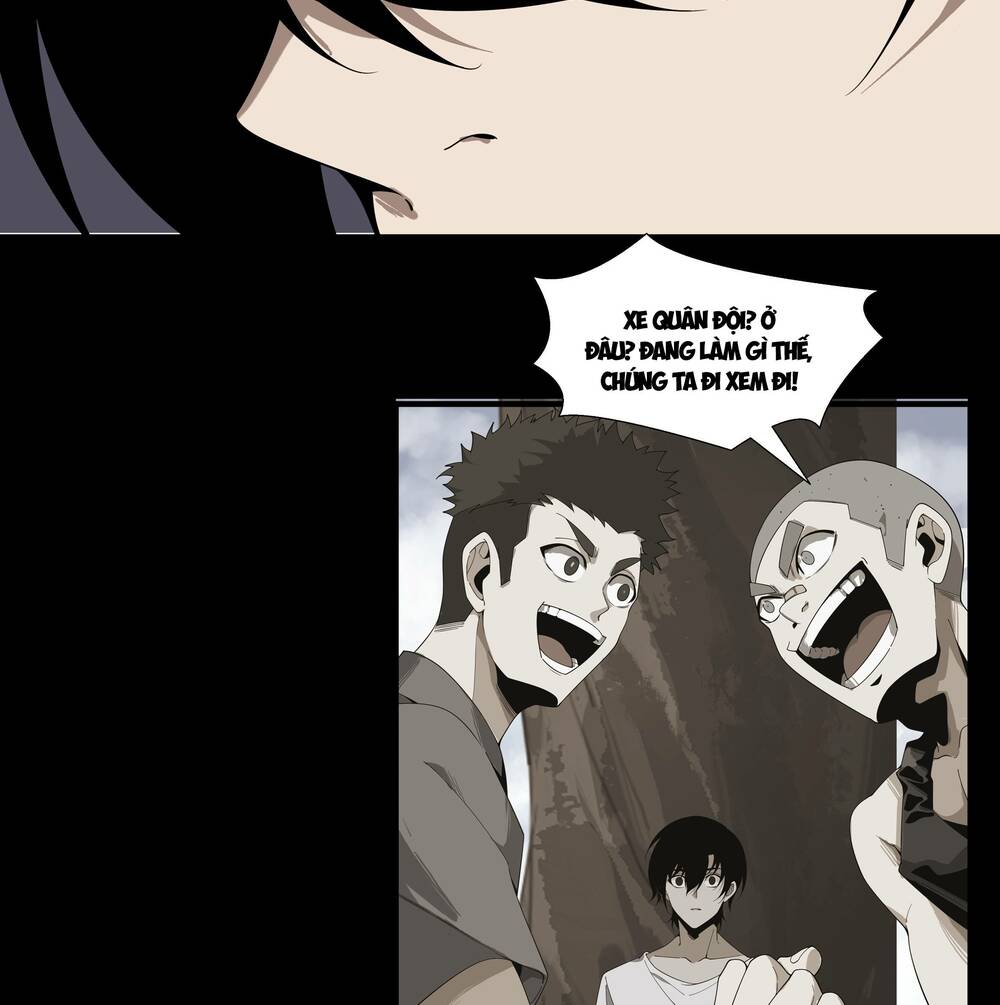 XE QUÂN ĐỘI? Ở
ĐÂU? ĐANG LÀM GÌ THẾ,
CHÚNG TA ĐI XEM ĐI!